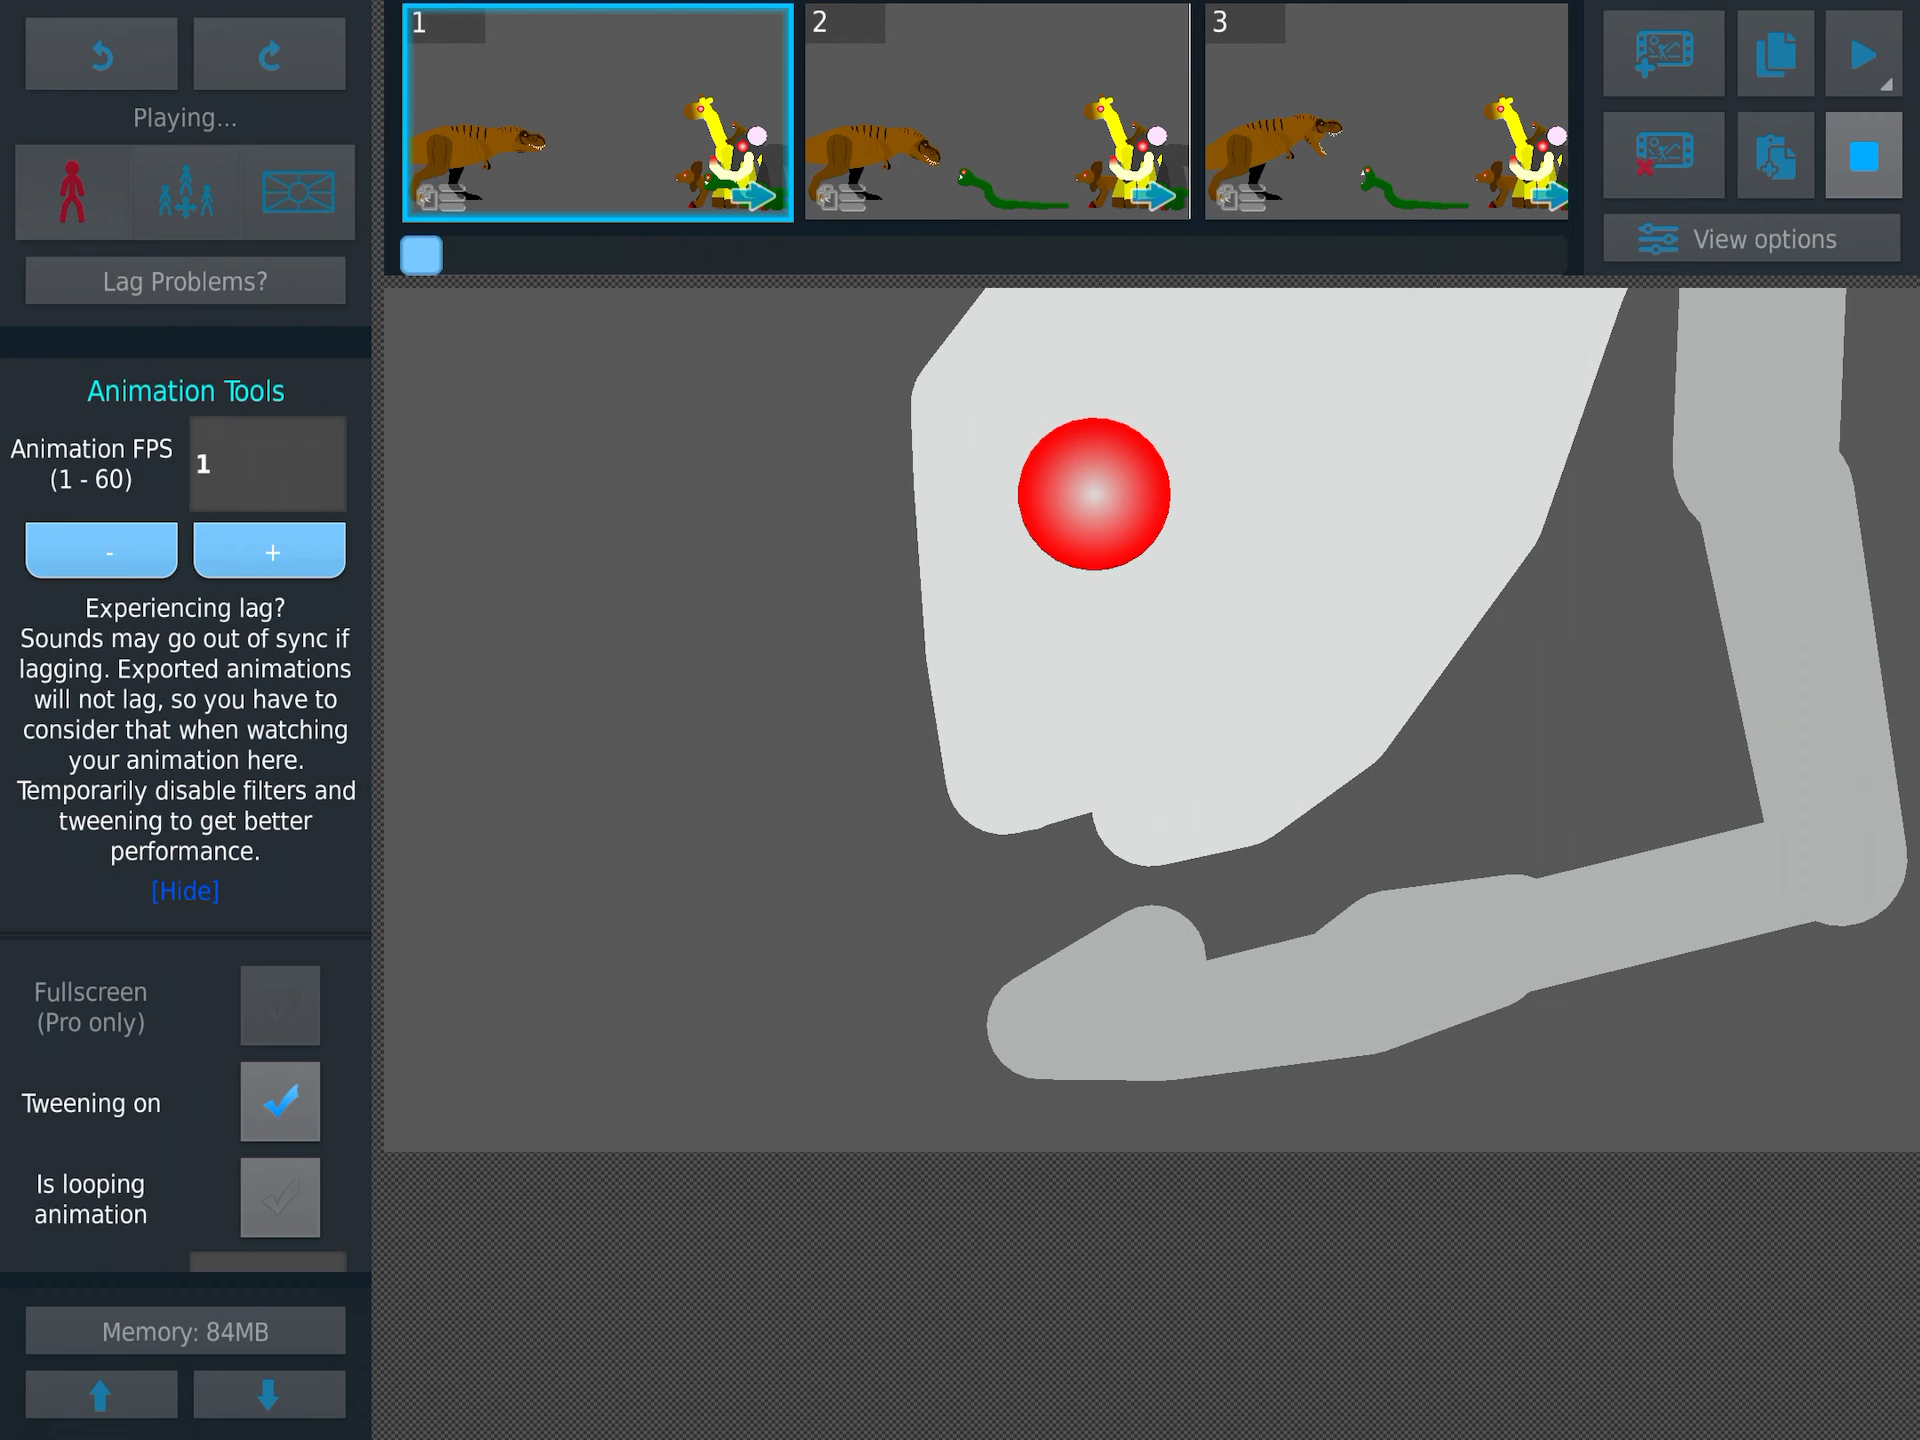 1
2
3
Playing...
View options
Lag Problems?
Animation Tools
Animation FPS
(1 - 60)
1
-
+
Experiencing lag?
Sounds may go out of sync if
lagging. Exported animations
will not lag, so you have to
consider that when watching
your animation here.
Temporarily disable filters and
tweening to get better
performance.
[Hide]
Fullscreen
(Pro only)
Tweening on
Is looping
animation
Memory: 84MB